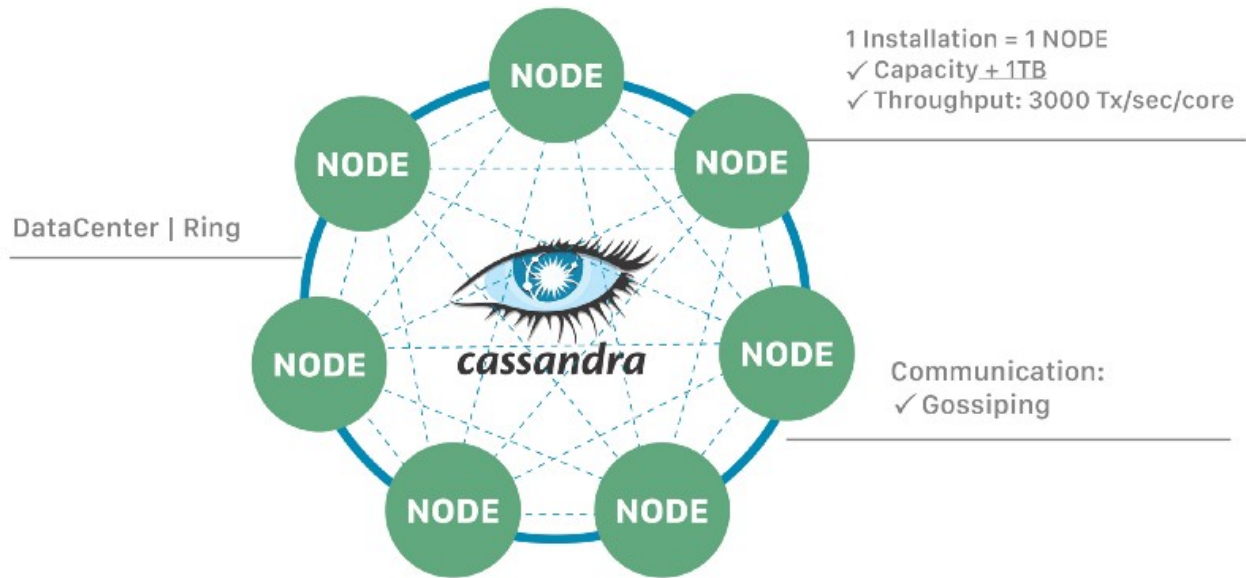 NODE
1 Installation = 1 NODE
✓ Capacity + 1TB
✓ Throughput: 3000 Tx/sec/core
NODE
NODE
DataCenter | Ring
cassandra
NODE
NODE
Communication:
✓ Gossiping
NODE
NODE